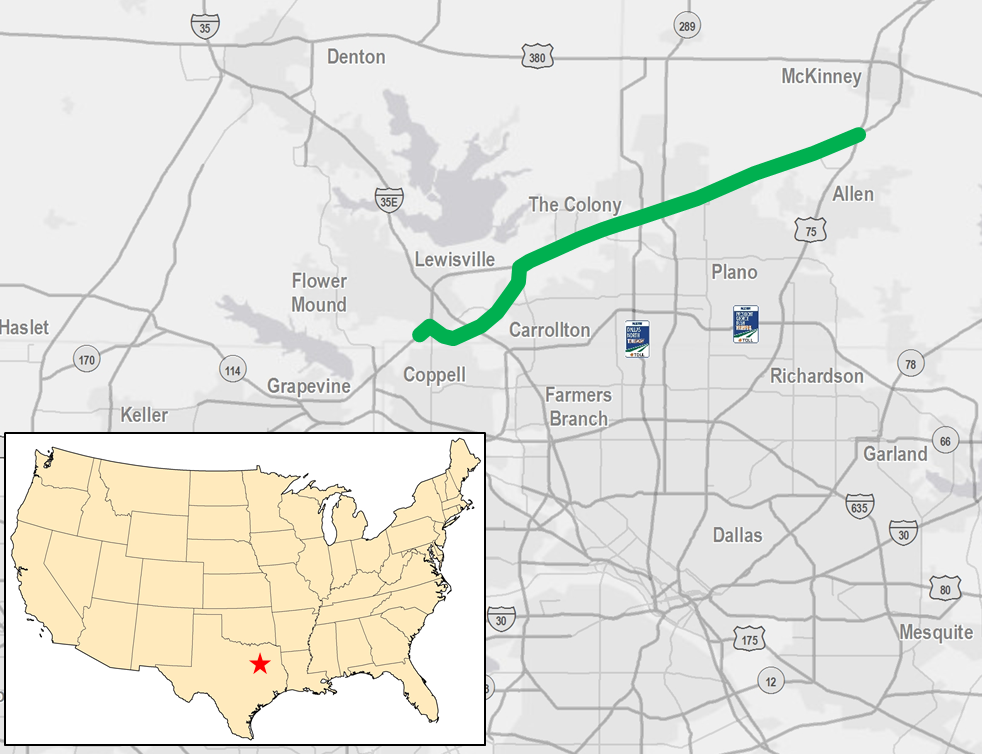 35
289
Denton
380
McKinney
35E
The Colony
Allen
75
Lewisville
Plano
Flower
Mound
Haslet
Carrollton
170
114
Coppell
Richardson
78
Grapevine
Keller
Farmers
Branch
66
Garland
635
30
Dallas
80
30
175
Mesquite
12